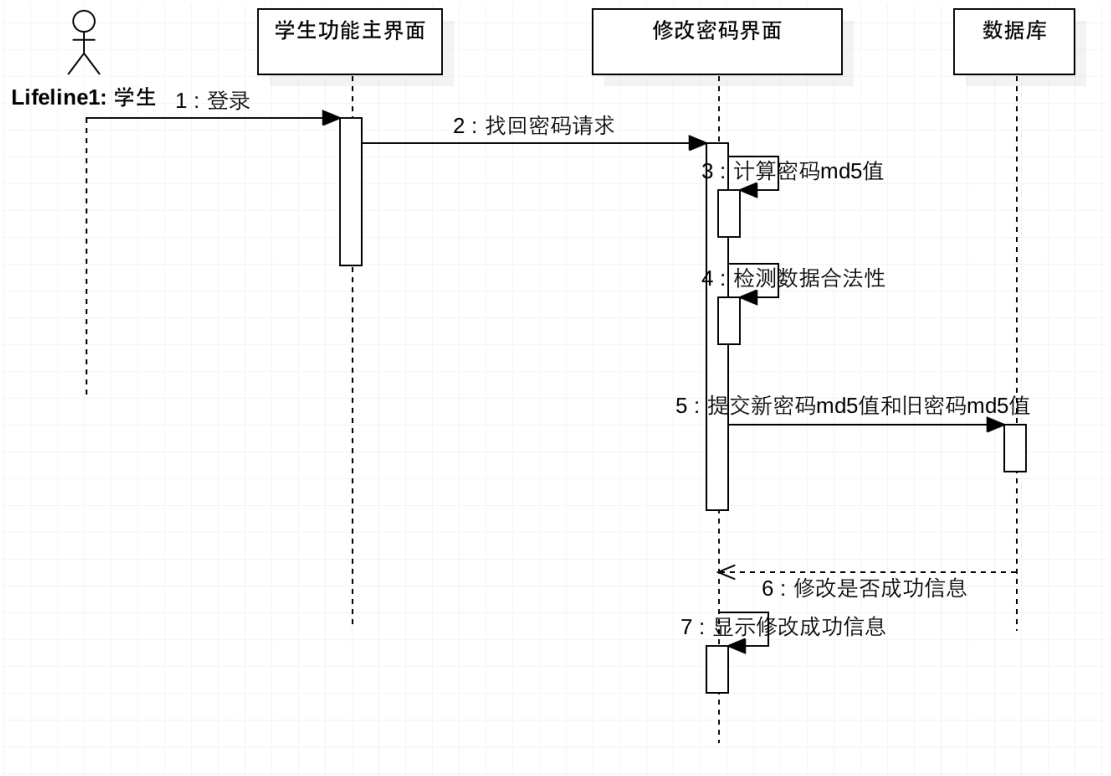 学生功能主界面
修改密码界面
数据库
Lifeline1: 学生
1 : 登录
2 : 找回密码请求
3 : 计算密码md5值
4 : 检测数据合法性
5 : 提交新密码md5值和旧密码md5值
6 : 修改是否成功信息
7 : 显示修改成功信息